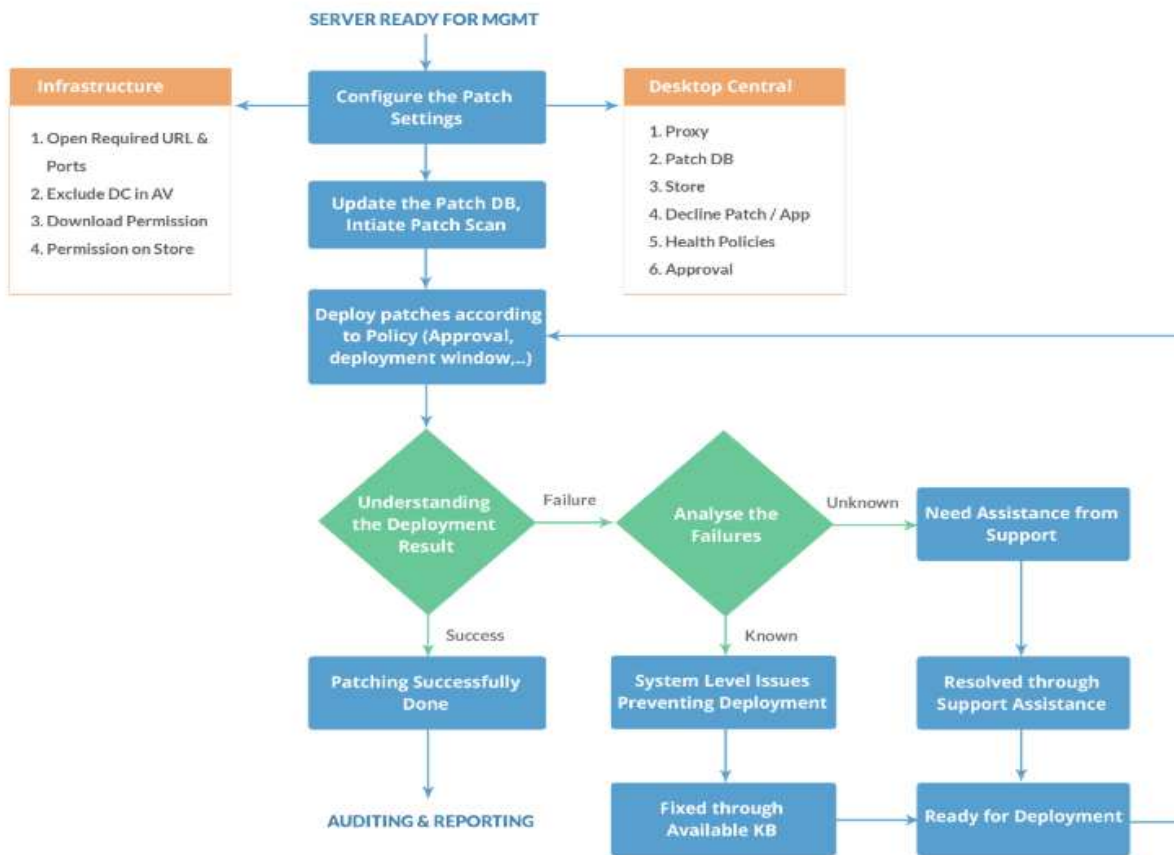 SERVER READY FOR MGMT
Infrastructure
1. Open Required URL &
Ports
2. Exclude DC in AV
3. Download Permission
4. Permission on Store
Configure the Patch
Settings
Desktop Central
1. Proxy
2. Patch DB
3. Store
4. Decline Patch / App
5. Health Policies
6. Approval
Update the Patch DB,
Intiate Patch Scan
Deploy patches according
to Policy (Approval,
deployment window,..)
Understanding
the Deployment
Result
Failure
Analyse the
Failures
Unknown
Need Assistance from
Support
Success
Known
Patching Successfully
Done
System Level Issues
Preventing Deployment
Resolved through
Support Assistance
AUDITING & REPORTING
Fixed through
Available KB
Ready for Deployment